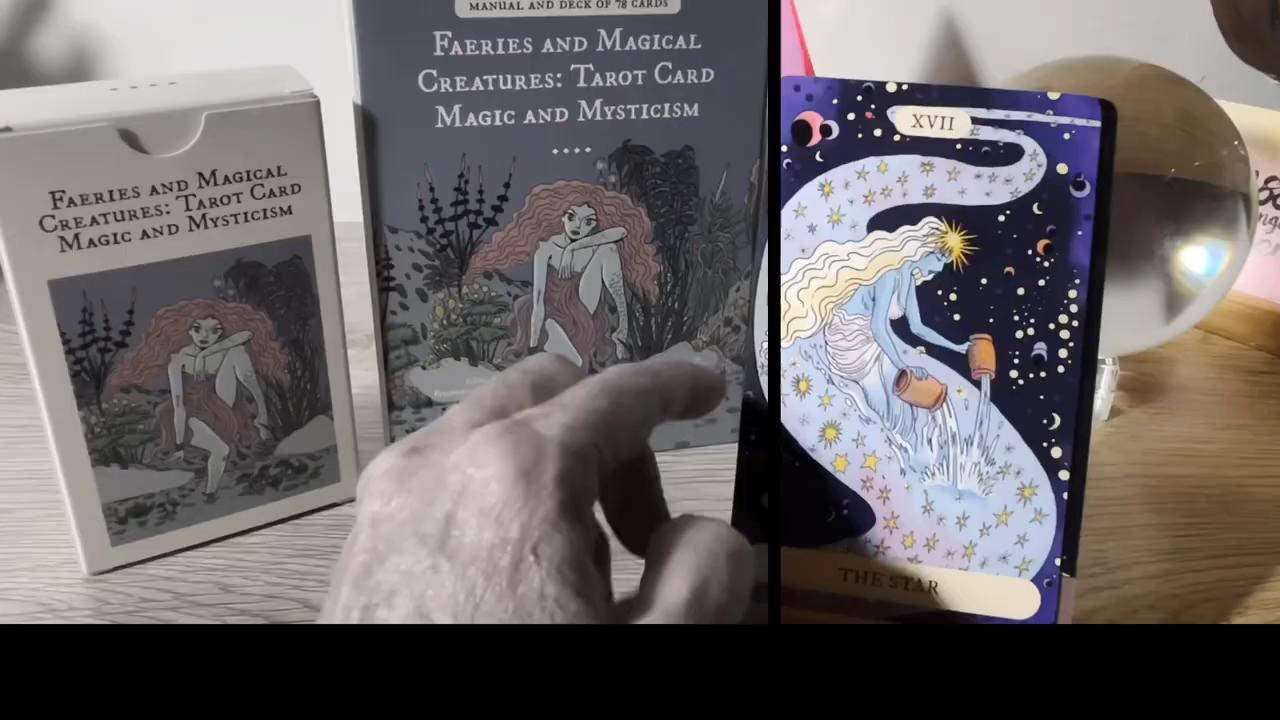 MANUAL AND DECK OF 78 CARDS
FAERIES AND MAGICAL
CREATURES: TAROT CARD
MAGIC AND MYSTICISM
FAERIES AND MAGICAL
CREATURES: TAROT CARD
MAGIC AND MYSTICISM
XVII
THE STAR